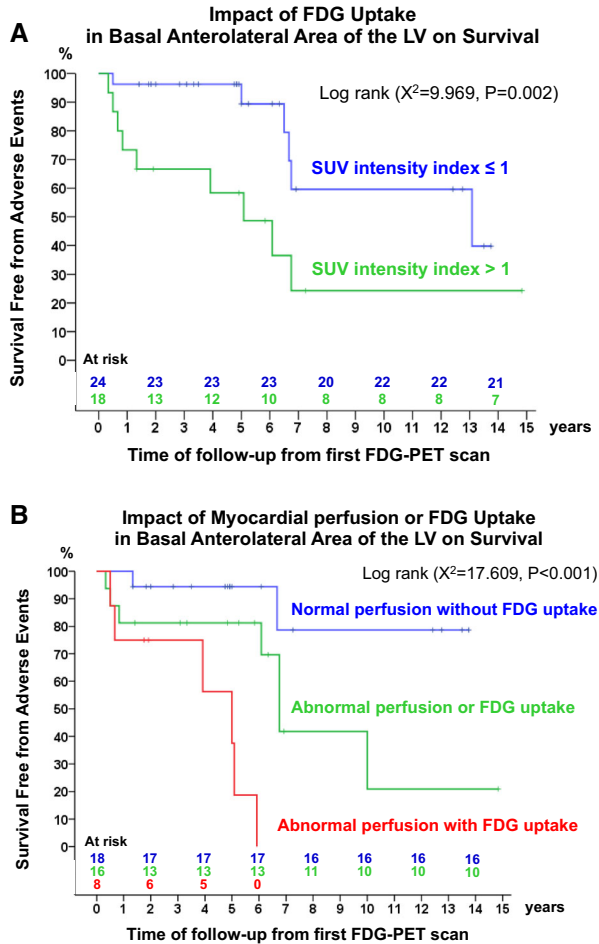 A
Impact of FDG Uptake
in Basal Anterolateral Area of the LV on Survival
%
Survival Free from Adverse Events
100
90
80
70
60
50
40
30
20
10
0
Log rank (X²=9.969, P=0.002)
SUV intensity index ≤ 1
SUV intensity index > 1
At risk
24 23 23 23 20 22 22 21
18 13 12 10 8 8 8 7
0 1 2 3 4 5 6 7 8 9 10 11 12 13 14 15 years
Time of follow-up from first FDG-PET scan
B
Impact of Myocardial perfusion or FDG Uptake
in Basal Anterolateral Area of the LV on Survival
%
Survival Free from Adverse Events
100
90
80
70
60
50
40
30
20
10
0
Log rank (X²=17.609, P<0.001)
Normal perfusion without FDG uptake
Abnormal perfusion or FDG uptake
Abnormal perfusion with FDG uptake
At risk
18 17 17 17 16 16 16 16
16 13 13 13 11 10 10 10
8 6 5 0
0 1 2 3 4 5 6 7 8 9 10 11 12 13 14 15 years
Time of follow-up from first FDG-PET scan